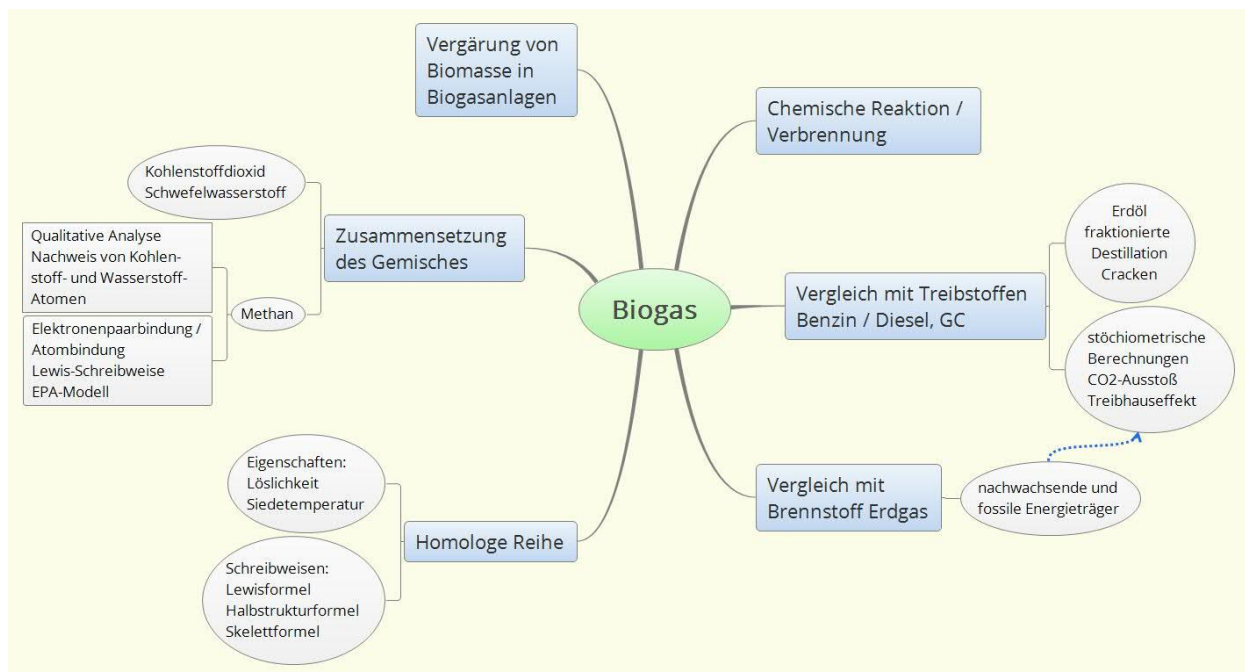 Vergärung von
Biomasse in
Biogasanlagen
Chemische Reaktion /
Verbrennung
Kohlenstoffdioxid
Schwefelwasserstoff
Qualitative Analyse
Nachweis von Kohlen-
stoff- und Wasserstoff-
Atomen
Methan
Elektronenpaarbindung /
Atombindung
Lewis-Schreibweise
EPA-Modell
Zusammensetzung
des Gemisches
Biogas
Vergleich mit Treibstoffen
Benzin / Diesel, GC
Erdöl
fraktionierte
Destillation
Cracken
stöchiometrische
Berechnungen
CO2-Ausstoß
Treibhauseffekt
Eigenschaften:
Löslichkeit
Siedetemperatur
Homologe Reihe
Schreibweisen:
Lewisformel
Halbstrukturformel
Skelettformel
Vergleich mit
Brennstoff Erdgas
nachwachsende und
fossile Energieträger